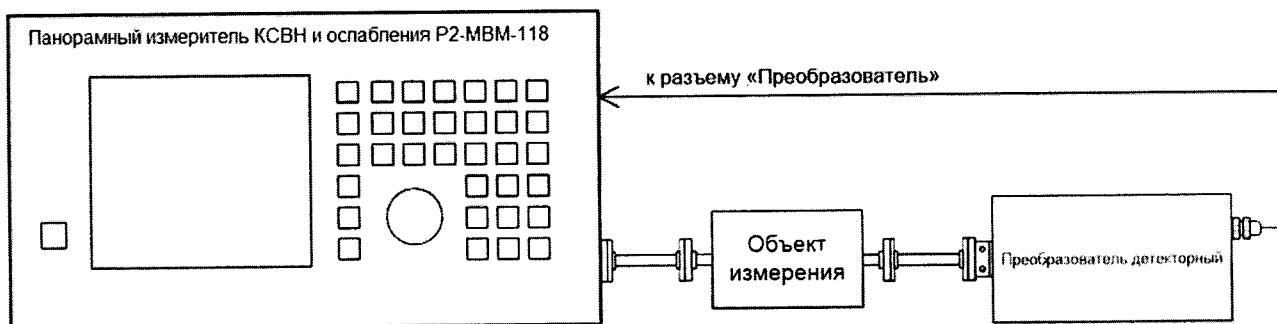 Панорамный измеритель КСВН и ослабления Р2-МВМ-118
к разъему «Преобразователь»
Объект
измерения
Преобразователь детекторный